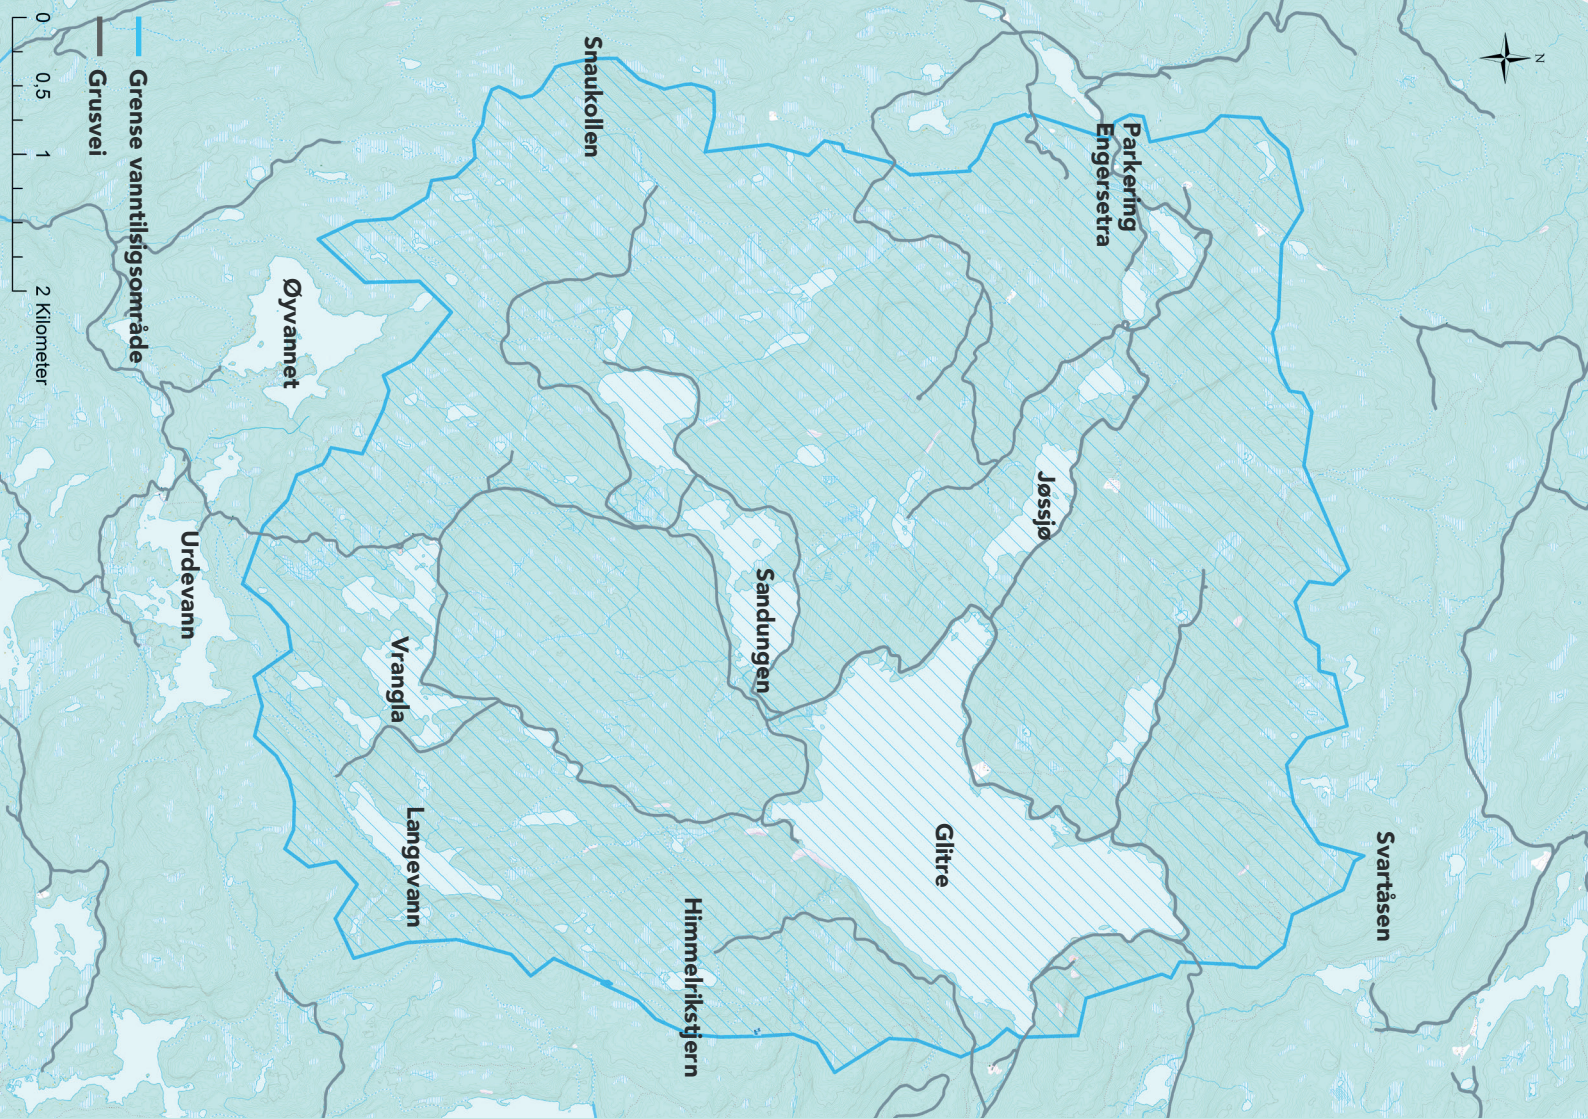 N
Svartåsen
Parkering
Engersetra
Jøssjø
Glitre
Sandungen
Himmelrikstjern
Snaukollen
Langevann
Vrangla
Øyvannet
Urdevann
Grense vanntilsigsområde
Grusvei
0 0,5 1 2 Kilometer